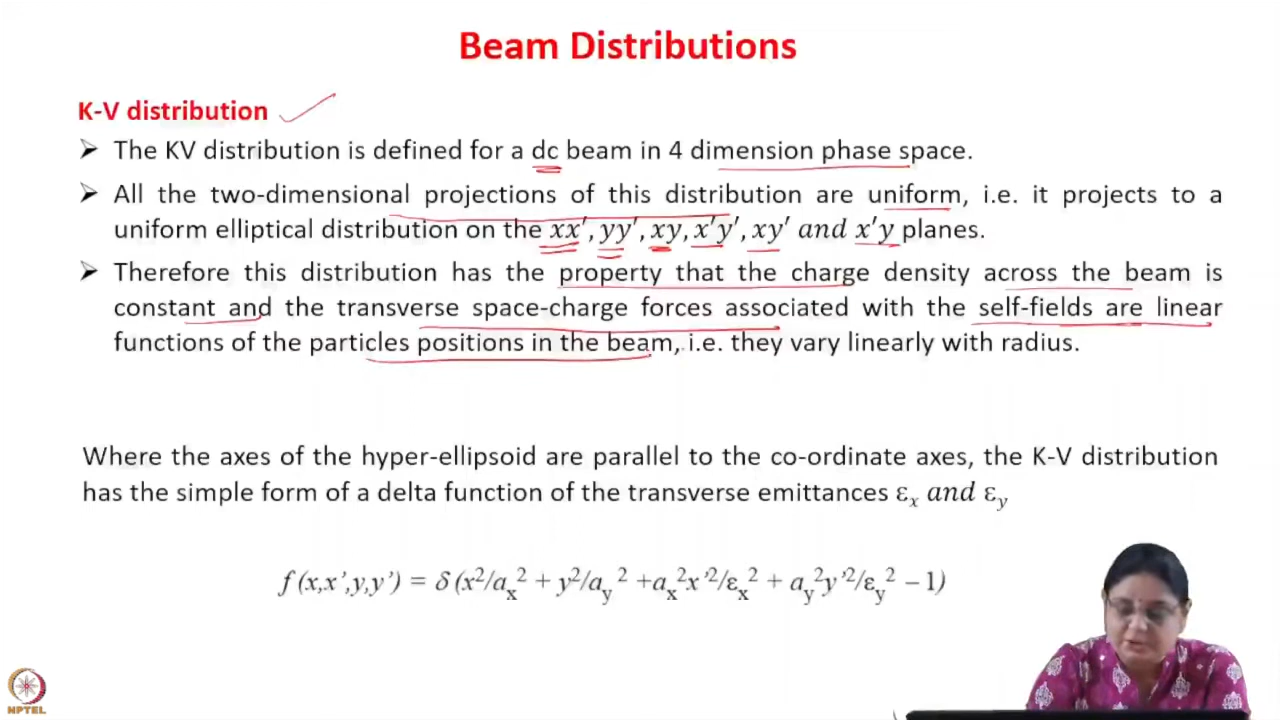 Beam Distributions
K-V distribution
➢ The KV distribution is defined for a dc beam in 4 dimension phase space.
➢ All the two-dimensional projections of this distribution are uniform, i.e. it projects to a
uniform elliptical distribution on the xx′, yy′, xy, x′y′, xy′ and x′y planes.
➢ Therefore this distribution has the property that the charge density across the beam is
constant and the transverse space-charge forces associated with the self-fields are linear
functions of the particles positions in the beam, i.e. they vary linearly with radius.
Where the axes of the hyper-ellipsoid are parallel to the co-ordinate axes, the K-V distribution
has the simple form of a delta function of the transverse emittances εₓ and ε_y
f(x,x’,y,y’) = δ (x²/aₓ² + y²/a_y² +aₓ²x’²/εₓ² + a_y²y’²/ε_y² – 1)
NPTEL